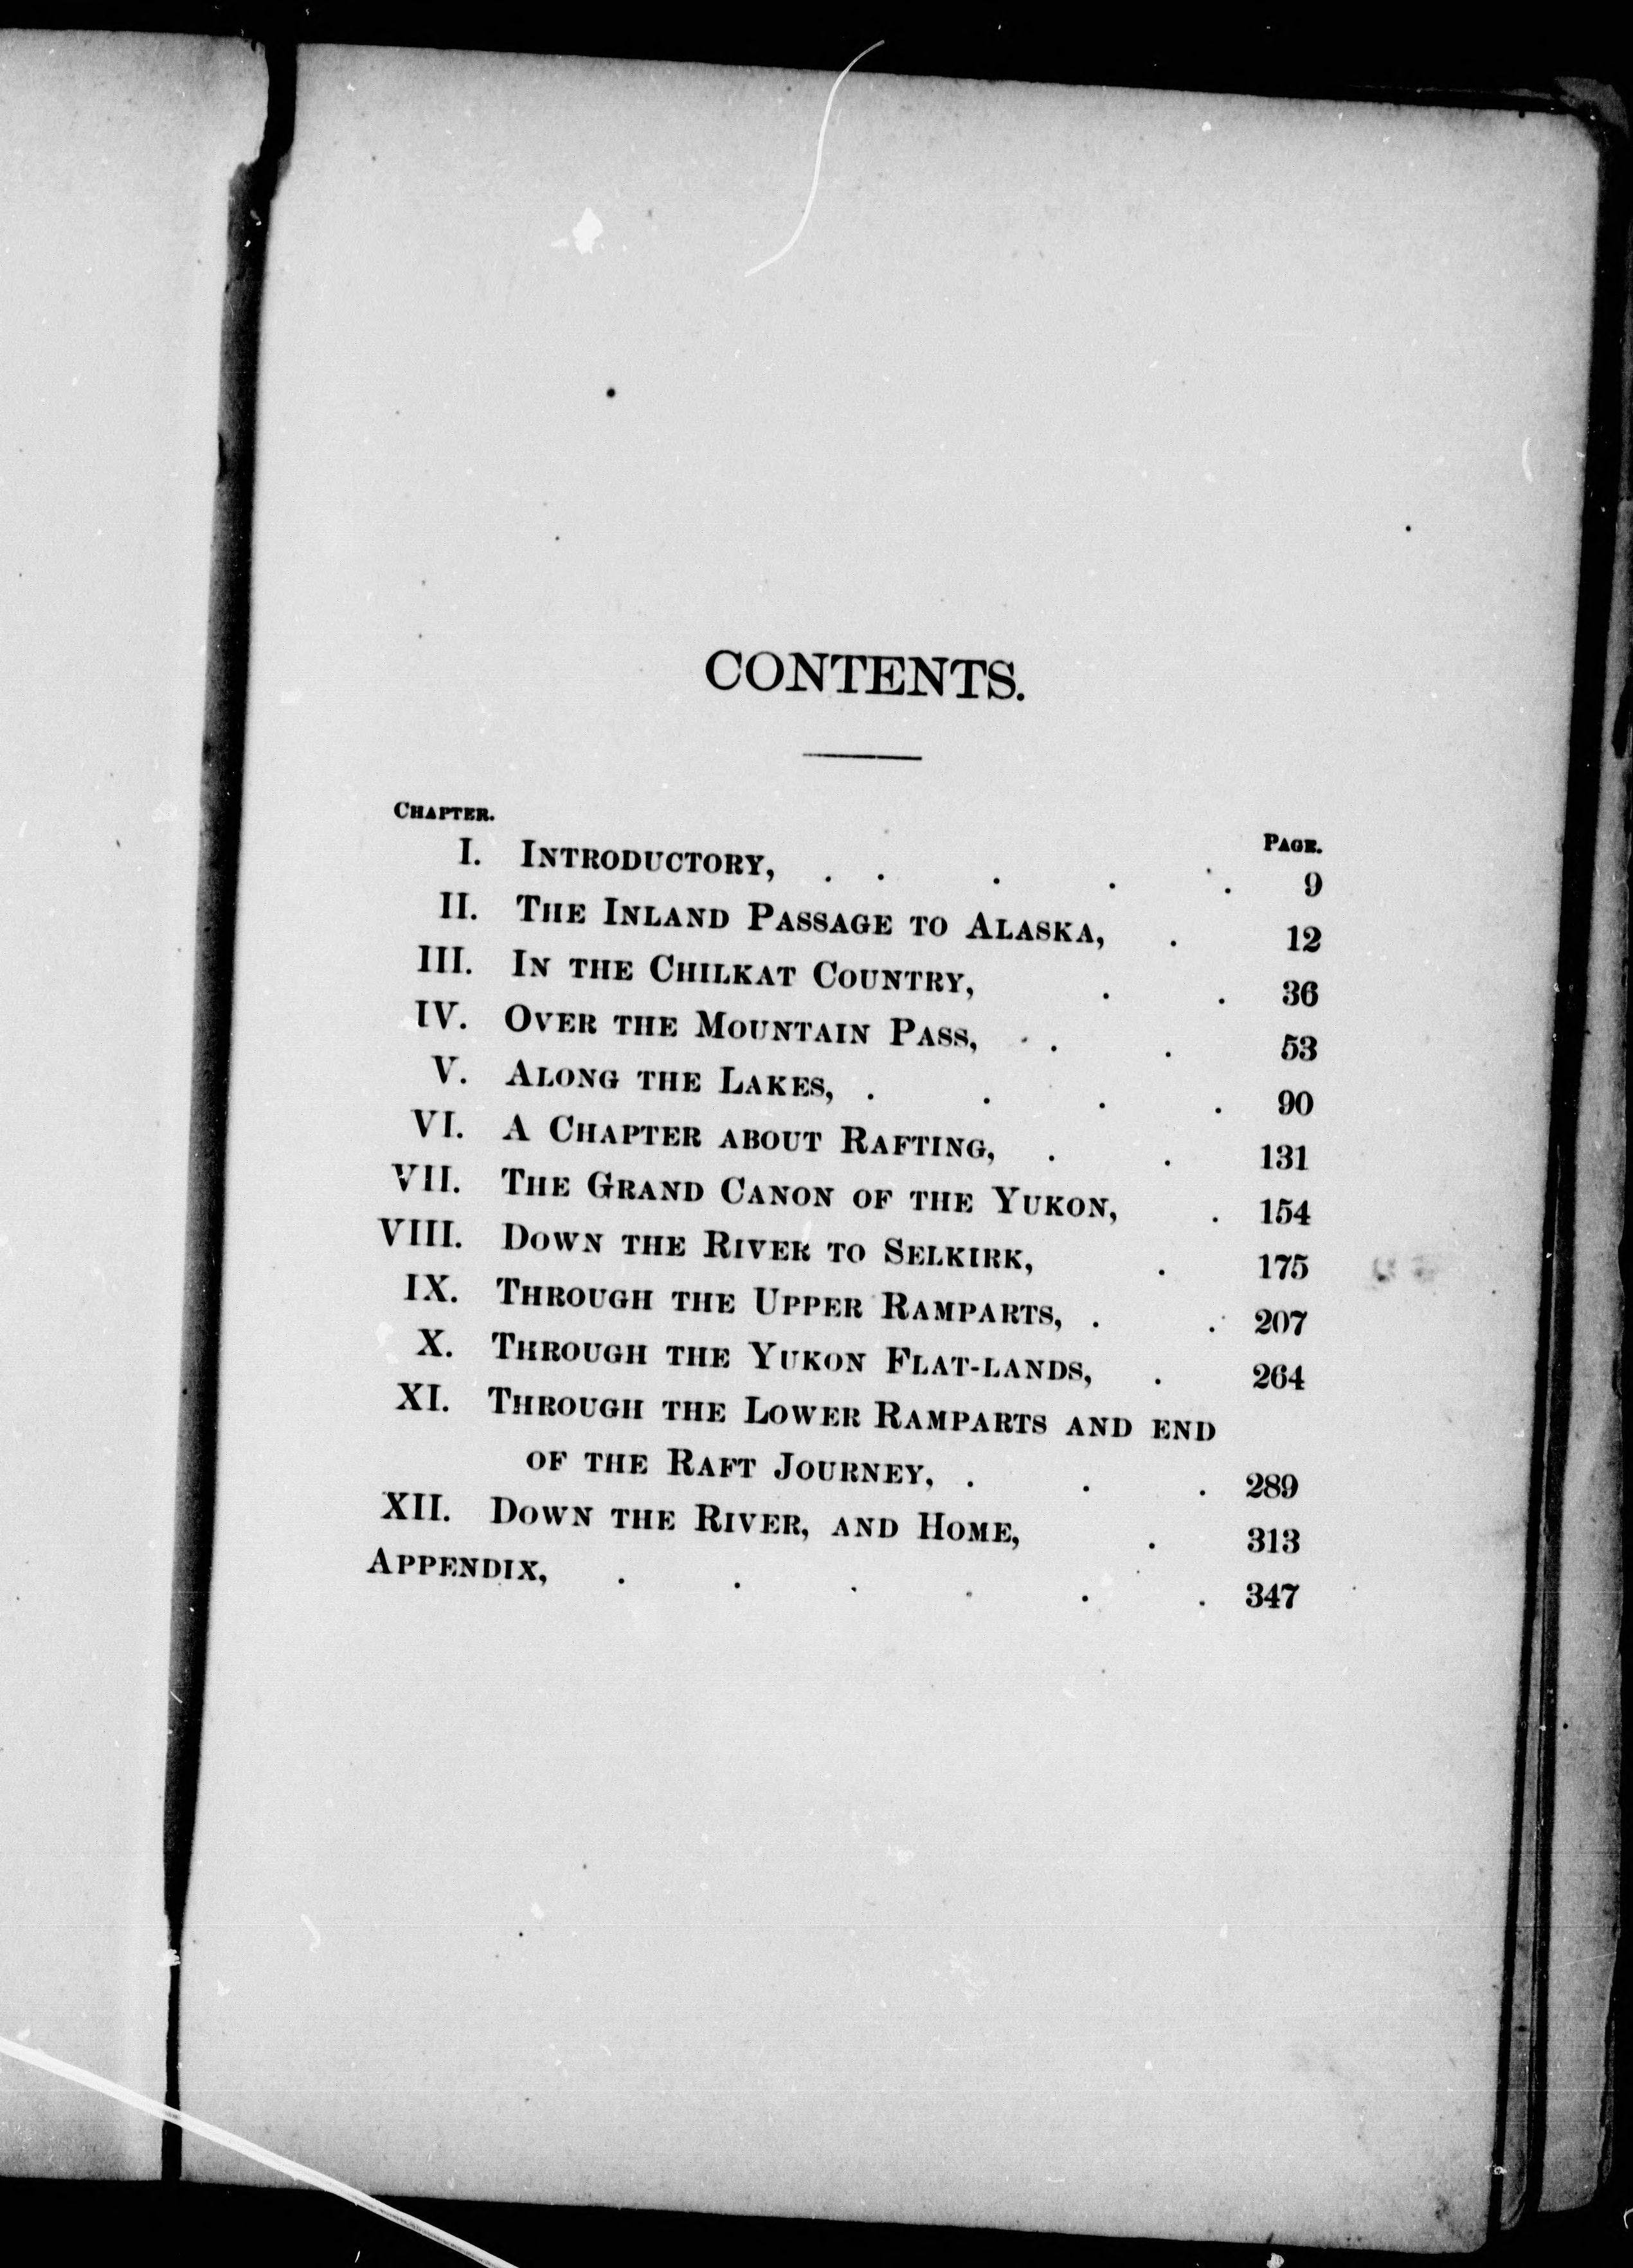 CONTENTS.
CHAPTER. PAGE.
I. INTRODUCTORY, . . . . . 9
II. THE INLAND PASSAGE TO ALASKA, . 12
III. IN THE CHILKAT COUNTRY, . . 36
IV. OVER THE MOUNTAIN PASS, . . 53
V. ALONG THE LAKES, . . . . 90
VI. A CHAPTER ABOUT RAFTING, . . 131
VII. THE GRAND CANON OF THE YUKON, . 154
VIII. DOWN THE RIVER TO SELKIRK, . 175
IX. THROUGH THE UPPER RAMPARTS, . . 207
X. THROUGH THE YUKON FLAT-LANDS, . 264
XI. THROUGH THE LOWER RAMPARTS AND END
OF THE RAFT JOURNEY, . . . 289
XII. DOWN THE RIVER, AND HOME, . 313
APPENDIX, . . . . . . 347